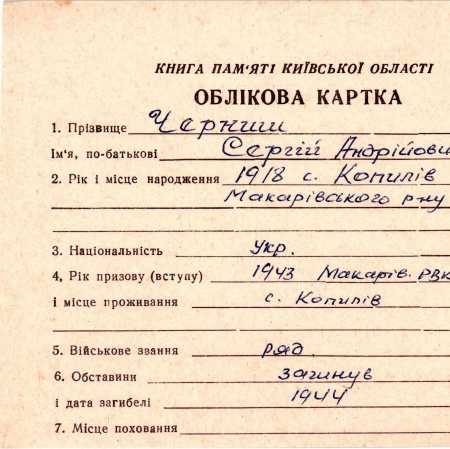 КНИГА ПАМ'ЯТІ КИЇВСЬКОЇ ОБЛАСТІ
ОБЛІКОВА КАРТКА
1. Прізвище Черниш
Ім'я, по-батькові Сергій Андрійови
2. Рік і місце народження 1918 с. Копилів
Макарівського р-ну
3. Національність Укр.
4, Рік призову (вступу) 1943 Макарів. РВК
і місце проживання с. Копилів
5. Військове звання ряд.
6. Обставини загинув
і дата загибелі 1944
7. Місце поховання